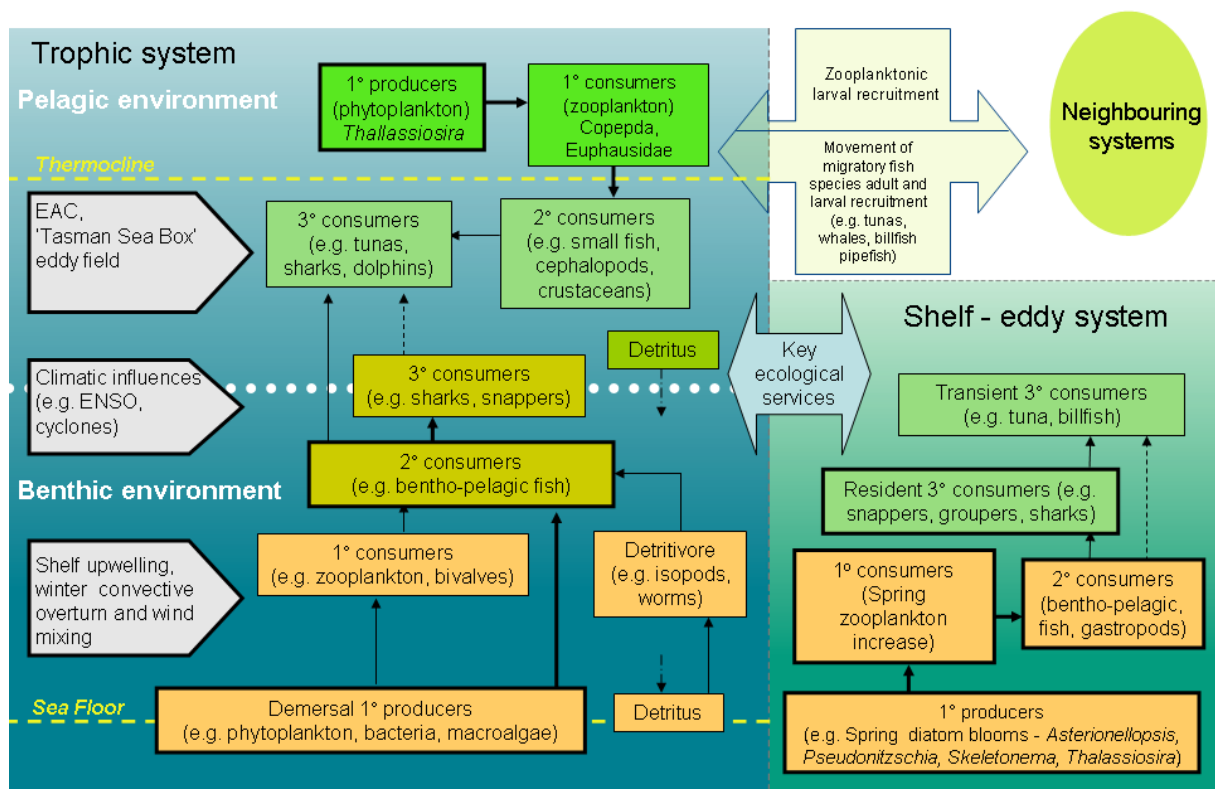 Trophic system
Pelagic environment
1° producers
(phytoplankton)
Thallassiosira
1° consumers
(zooplankton)
Copepda,
Euphausidae
Thermocline
EAC,
'Tasman Sea Box'
eddy field
3° consumers
(e.g. tunas,
sharks, dolphins)
2° consumers
(e.g. small fish,
cephalopods,
crustaceans)
Detritus
Climatic influences
(e.g. ENSO,
cyclones)
3° consumers
(e.g. sharks, snappers)
Benthic environment
2° consumers
(e.g. bentho-pelagic fish)
Shelf upwelling,
winter convective
overturn and wind
mixing
1° consumers
(e.g. zooplankton, bivalves)
Detritivore
(e.g. isopods,
worms)
Sea Floor
Demersal 1° producers
(e.g. phytoplankton, bacteria, macroalgae)
Detritus
Zooplanktonic
larval recruitment
Movement of
migratory fish
species adult and
larval recruitment
(e.g. tunas,
whales, billfish
pipefish)
Neighbouring
systems
Key
ecological
services
Shelf - eddy system
Transient 3° consumers
(e.g. tuna, billfish)
Resident 3° consumers (e.g.
snappers, groupers, sharks)
1º consumers
(Spring
zooplankton
increase)
2° consumers
(bentho-pelagic,
fish, gastropods)
1° producers
(e.g. Spring diatom blooms - Asterionellopsis,
Pseudonitzschia, Skeletonema, Thalassiosira)